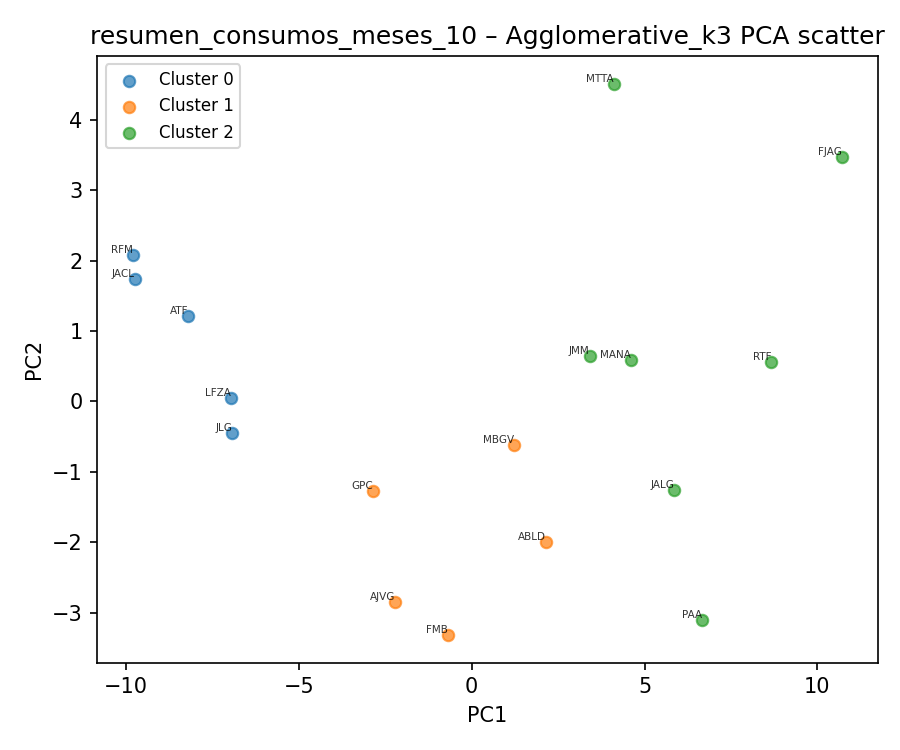 resumen_consumos_meses_10 – Agglomerative_k3 PCA scatter
Cluster 0
Cluster 1
Cluster 2
MTTA
FJAG
RFM
JACL
ATF
JMM
MANA
RTF
LFZA
JLG
MBGV
GPC
JALG
ABLD
AJVG
FMB
PAA
4
3
2
1
0
−1
−2
−3
PC2
−10
−5
0
5
10
PC1